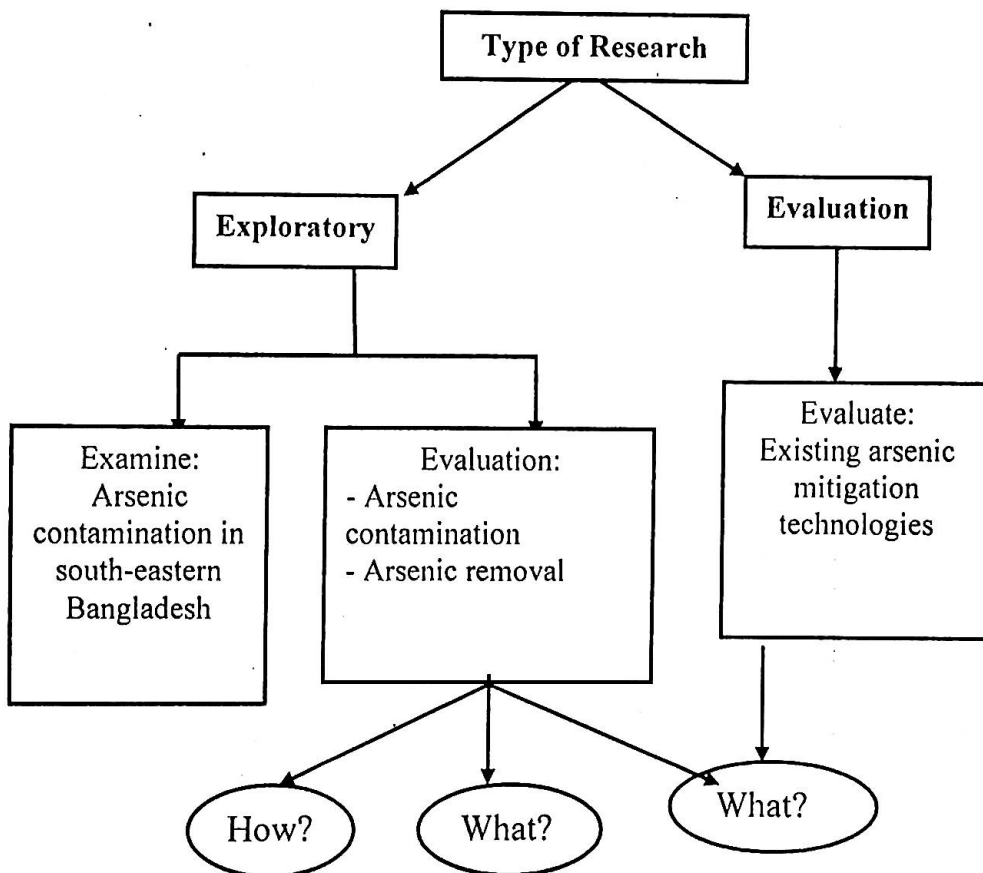 Type of Research
Exploratory
Evaluation
Examine:
Arsenic
contamination in
south-eastern
Bangladesh
Evaluation:
- Arsenic
contamination
- Arsenic removal
Evaluate:
Existing arsenic
mitigation
technologies
How?
What?
What?